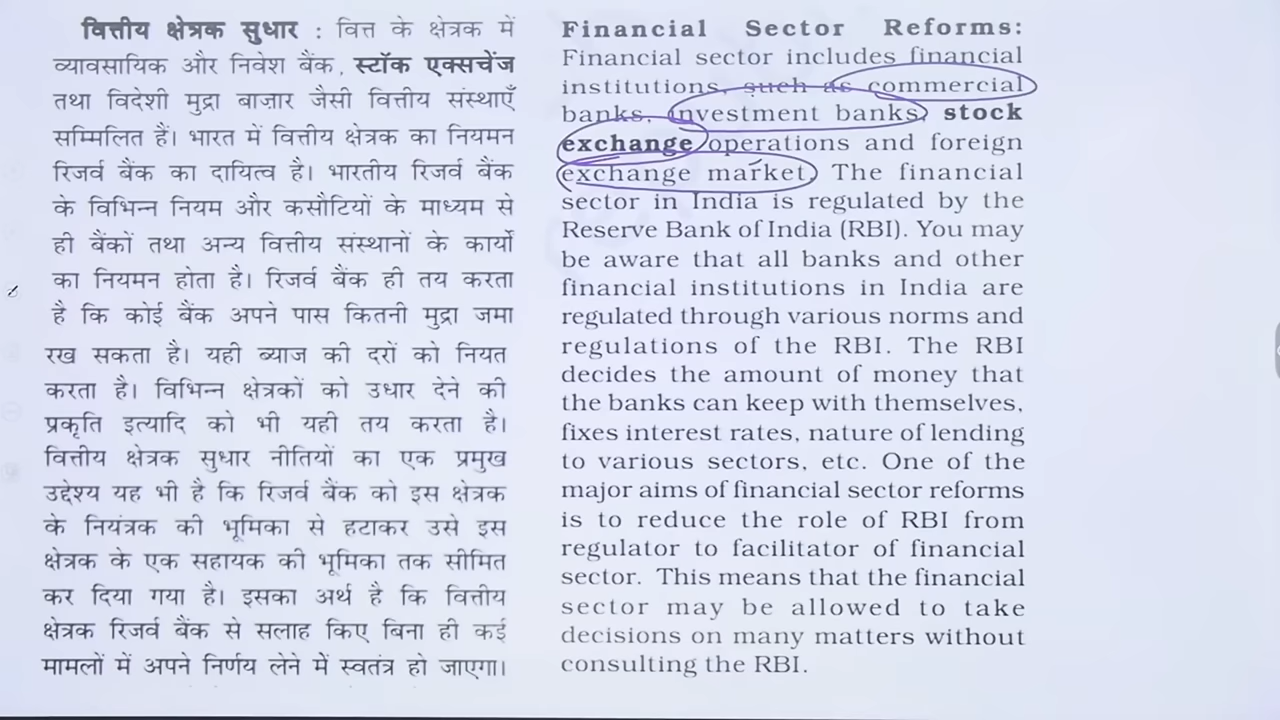 वित्तीय क्षेत्रक सुधार : वित्त के क्षेत्रक में
व्यावसायिक और निवेश बैंक, स्टॉक एक्सचेंज
तथा विदेशी मुद्रा बाज़ार जैसी वित्तीय संस्थाएँ
सम्मिलित हैं। भारत में वित्तीय क्षेत्रक का नियमन
रिजर्व बैंक का दायित्व है। भारतीय रिजर्व बैंक
के विभिन्न नियम और कसौटियों के माध्यम से
ही बैंकों तथा अन्य वित्तीय संस्थानों के कार्यों
का नियमन होता है। रिजर्व बैंक ही तय करता
है कि कोई बैंक अपने पास कितनी मुद्रा जमा
रख सकता है। यही ब्याज की दरों को नियत
करता है। विभिन्न क्षेत्रकों को उधार देने की
प्रकृति इत्यादि को भी यही तय करता है।
वित्तीय क्षेत्रक सुधार नीतियों का एक प्रमुख
उद्देश्य यह भी है कि रिजर्व बैंक को इस क्षेत्रक
के नियंत्रक की भूमिका से हटाकर उसे इस
क्षेत्रक के एक सहायक की भूमिका तक सीमित
कर दिया गया है। इसका अर्थ है कि वित्तीय
क्षेत्रक रिजर्व बैंक से सलाह किए बिना ही कई
मामलों में अपने निर्णय लेने में स्वतंत्र हो जाएगा।
Financial Sector Reforms:
Financial sector includes financial
institutions, such as commercial
banks, investment banks, stock
exchange operations and foreign
exchange market. The financial
sector in India is regulated by the
Reserve Bank of India (RBI). You may
be aware that all banks and other
financial institutions in India are
regulated through various norms and
regulations of the RBI. The RBI
decides the amount of money that
the banks can keep with themselves,
fixes interest rates, nature of lending
to various sectors, etc. One of the
major aims of financial sector reforms
is to reduce the role of RBI from
regulator to facilitator of financial
sector. This means that the financial
sector may be allowed to take
decisions on many matters without
consulting the RBI.